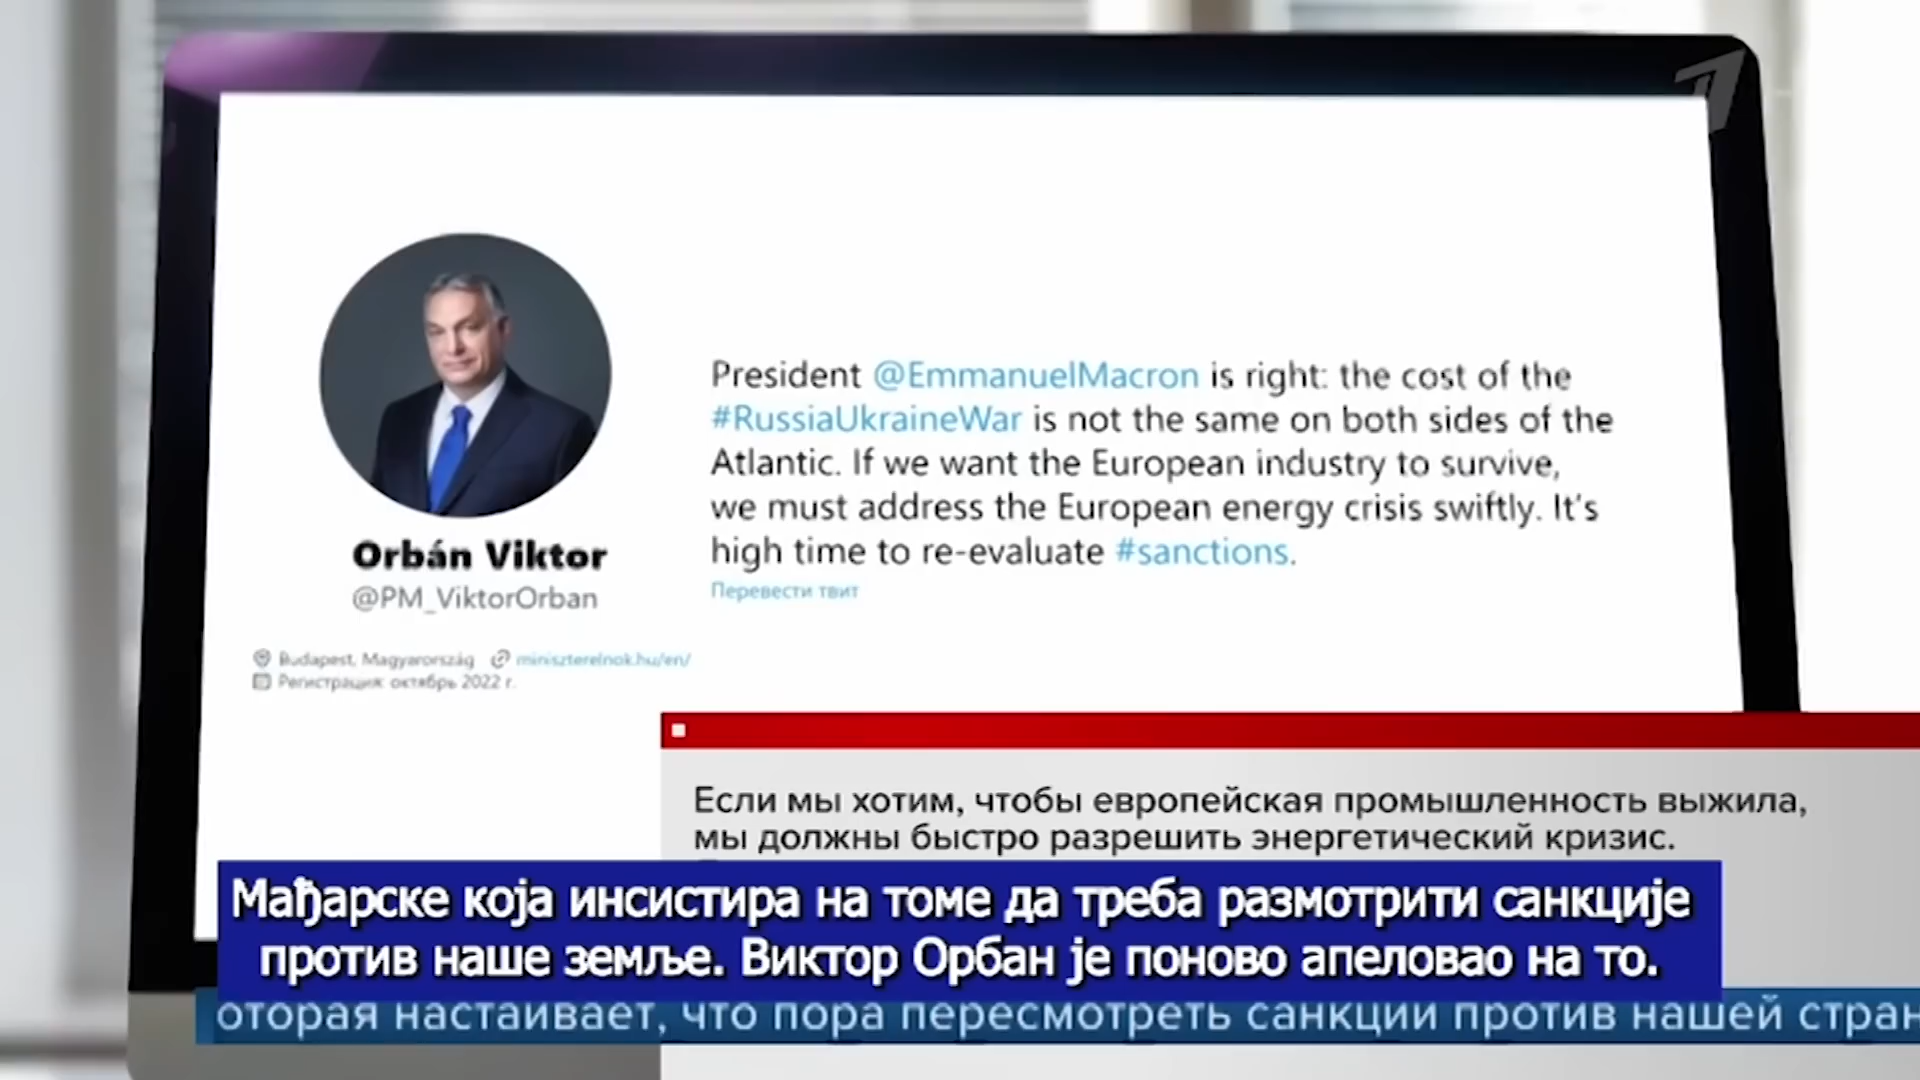 President @EmmanuelMacron is right: the cost of the
#RussiaUkraineWar is not the same on both sides of the
Atlantic. If we want the European industry to survive,
we must address the European energy crisis swiftly. It's
high time to re-evaluate #sanctions.
Перевести твит
Orbán Viktor
@PM_ViktorOrban
Budapest, Magyarország miniszterelnok.hu/en/
Регистрация: октябрь 2022 г.
Если мы хотим, чтобы европейская промышленность выжила,
мы должны быстро разрешить энергетический кризис.
Мађарске која инсистира на томе да треба размотрити санкције
против наше земље. Виктор Орбан је поново апеловао на то.
оторая настаивает, что пора пересмотреть санкции против нашей стран